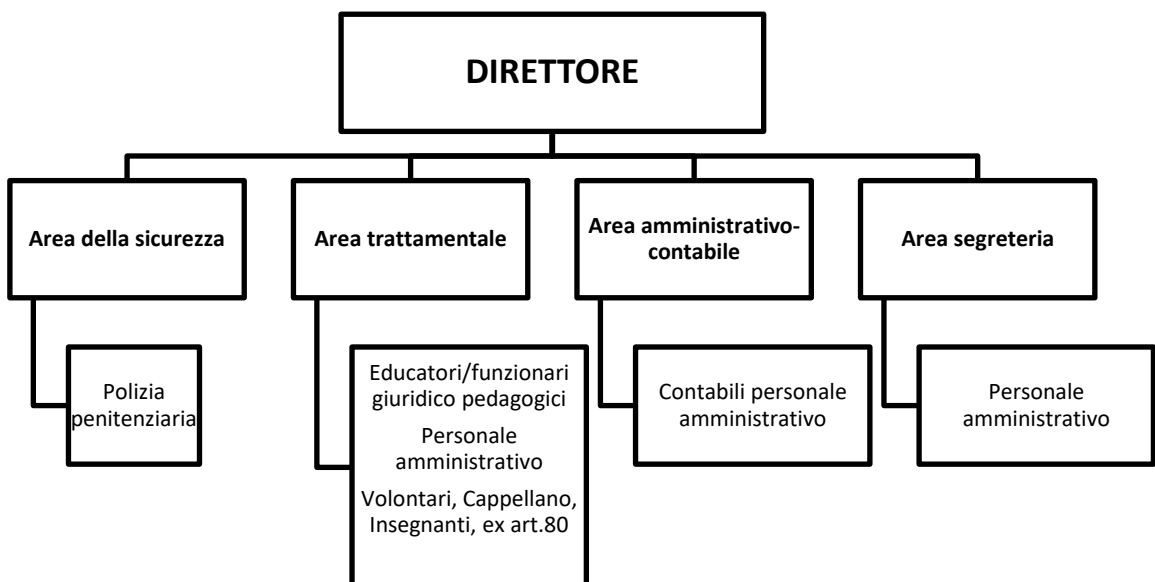 DIRETTORE
Area della sicurezza
Area trattamentale
Area amministrativo-
contabile
Area segreteria
Polizia
penitenziaria
Educatori/funzionari
giuridico pedagogici
Personale
amministrativo
Volontari, Cappellano,
Insegnanti, ex art.80
Contabili personale
amministrativo
Personale
amministrativo